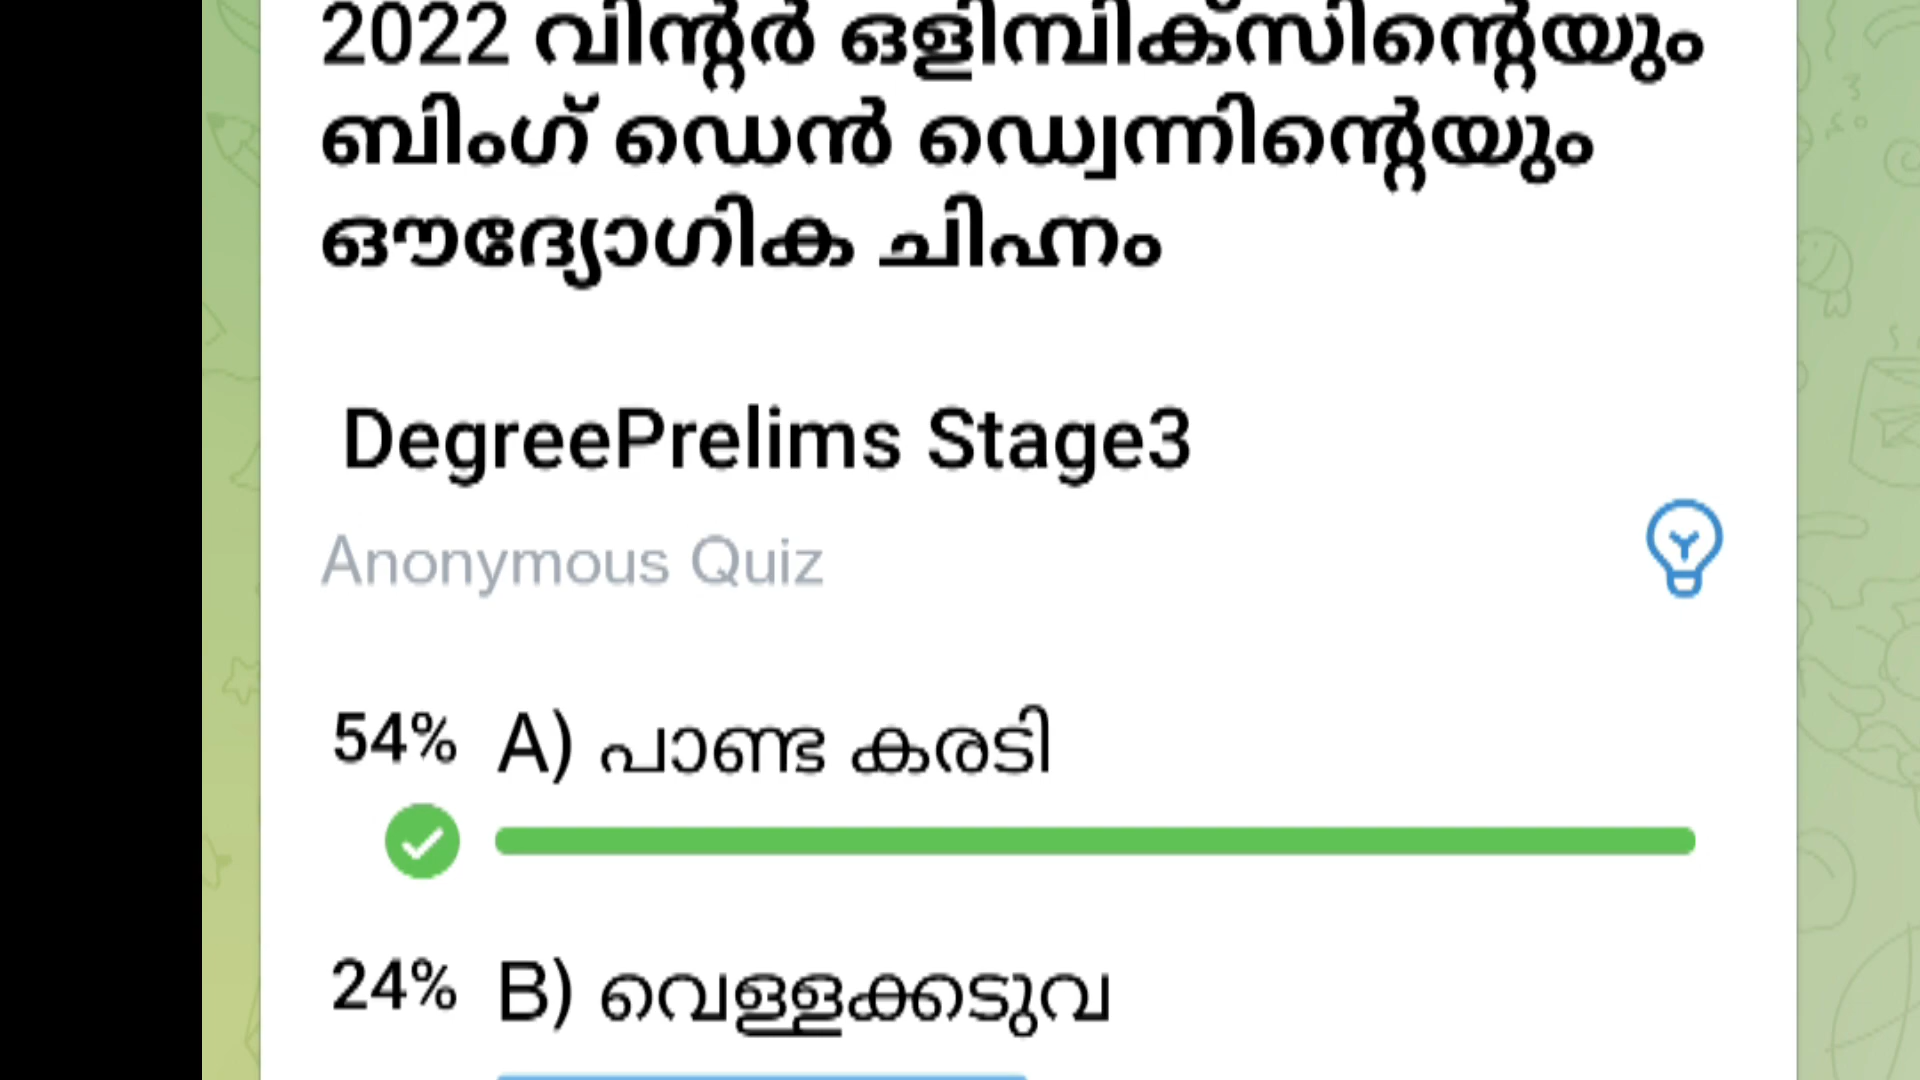 2022 വിന്റർ ഒളിമ്പിക്സിന്റെയും
ബിംഗ് ഡെൻ ഡ്വെന്നിന്റെയും
ഔദ്യോഗിക ചിഹ്നം
DegreePrelims Stage3
Anonymous Quiz
54% A) പാണ്ട കരടി
24% B) വെള്ളക്കടുവ